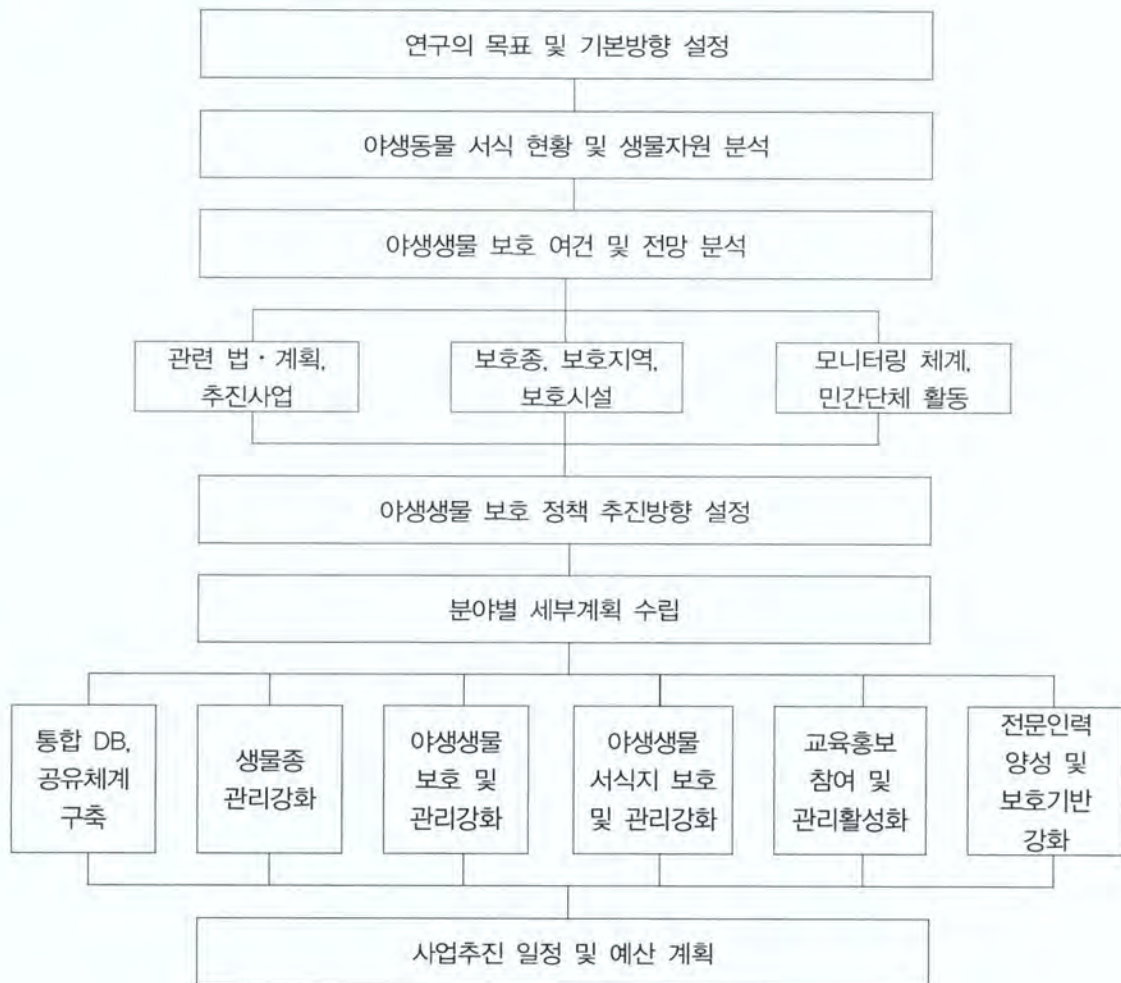 연구의 목표 및 기본방향 설정
야생동물 서식 현황 및 생물자원 분석
야생생물 보호 여건 및 전망 분석
관련 법·계획,
추진사업
보호종, 보호지역,
보호시설
모니터링 체계,
민간단체 활동
야생생물 보호 정책 추진방향 설정
분야별 세부계획 수립
통합 DB,
공유체계
구축
생물종
관리강화
야생생물
보호 및
관리강화
야생생물
서식지 보호
및 관리강화
교육홍보
참여 및
관리활성화
전문인력
양성 및
보호기반
강화
사업추진 일정 및 예산 계획